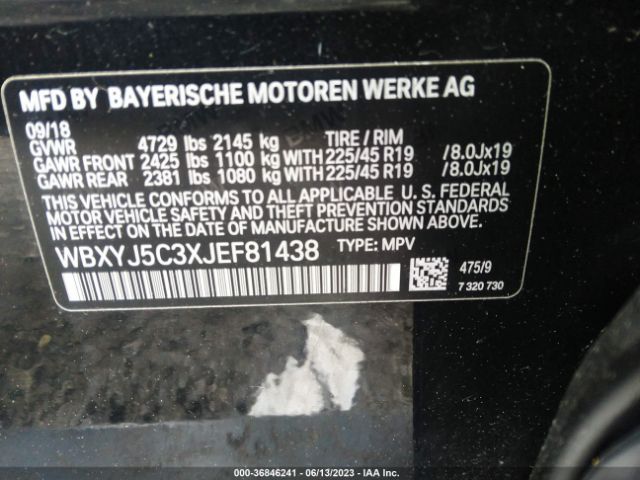 MFD BY BAYERISCHE MOTOREN WERKE AG
09/18
GVWR 4729 lbs 2145 kg TIRE / RIM
GAWR FRONT 2425 lbs 1100 kg WITH 225/45 R19 /8.0Jx19
GAWR REAR 2381 lbs 1080 kg WITH 225/45 R19 /8.0Jx19
THIS VEHICLE CONFORMS TO ALL APPLICABLE U. S. FEDERAL
MOTOR VEHICLE SAFETY AND THEFT PREVENTION STANDARDS
IN EFFECT ON THE DATE OF MANUFACTURE SHOWN ABOVE.
WBXYJ5C3XJEF81438 TYPE: MPV
475/9
7 320 730
000-36846241 - 06/13/2023 - IAA Inc.